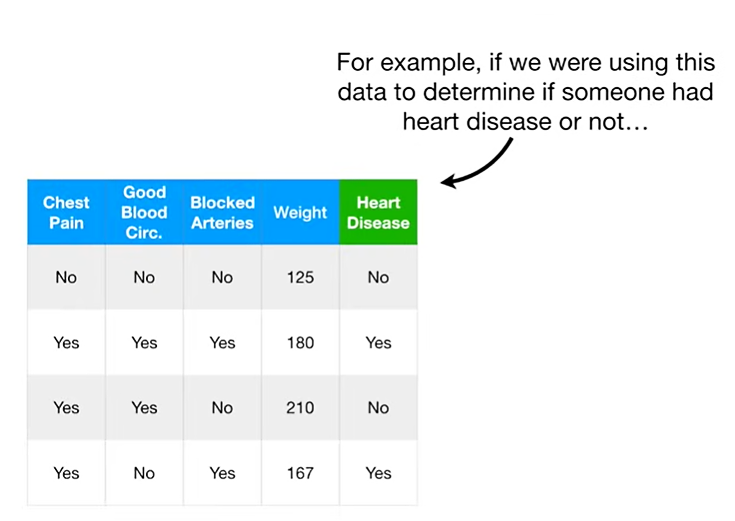 For example, if we were using this
data to determine if someone had
heart disease or not…
Chest Pain Good Blood Circ. Blocked Arteries Weight Heart Disease
No No No 125 No
Yes Yes Yes 180 Yes
Yes Yes No 210 No
Yes No Yes 167 Yes